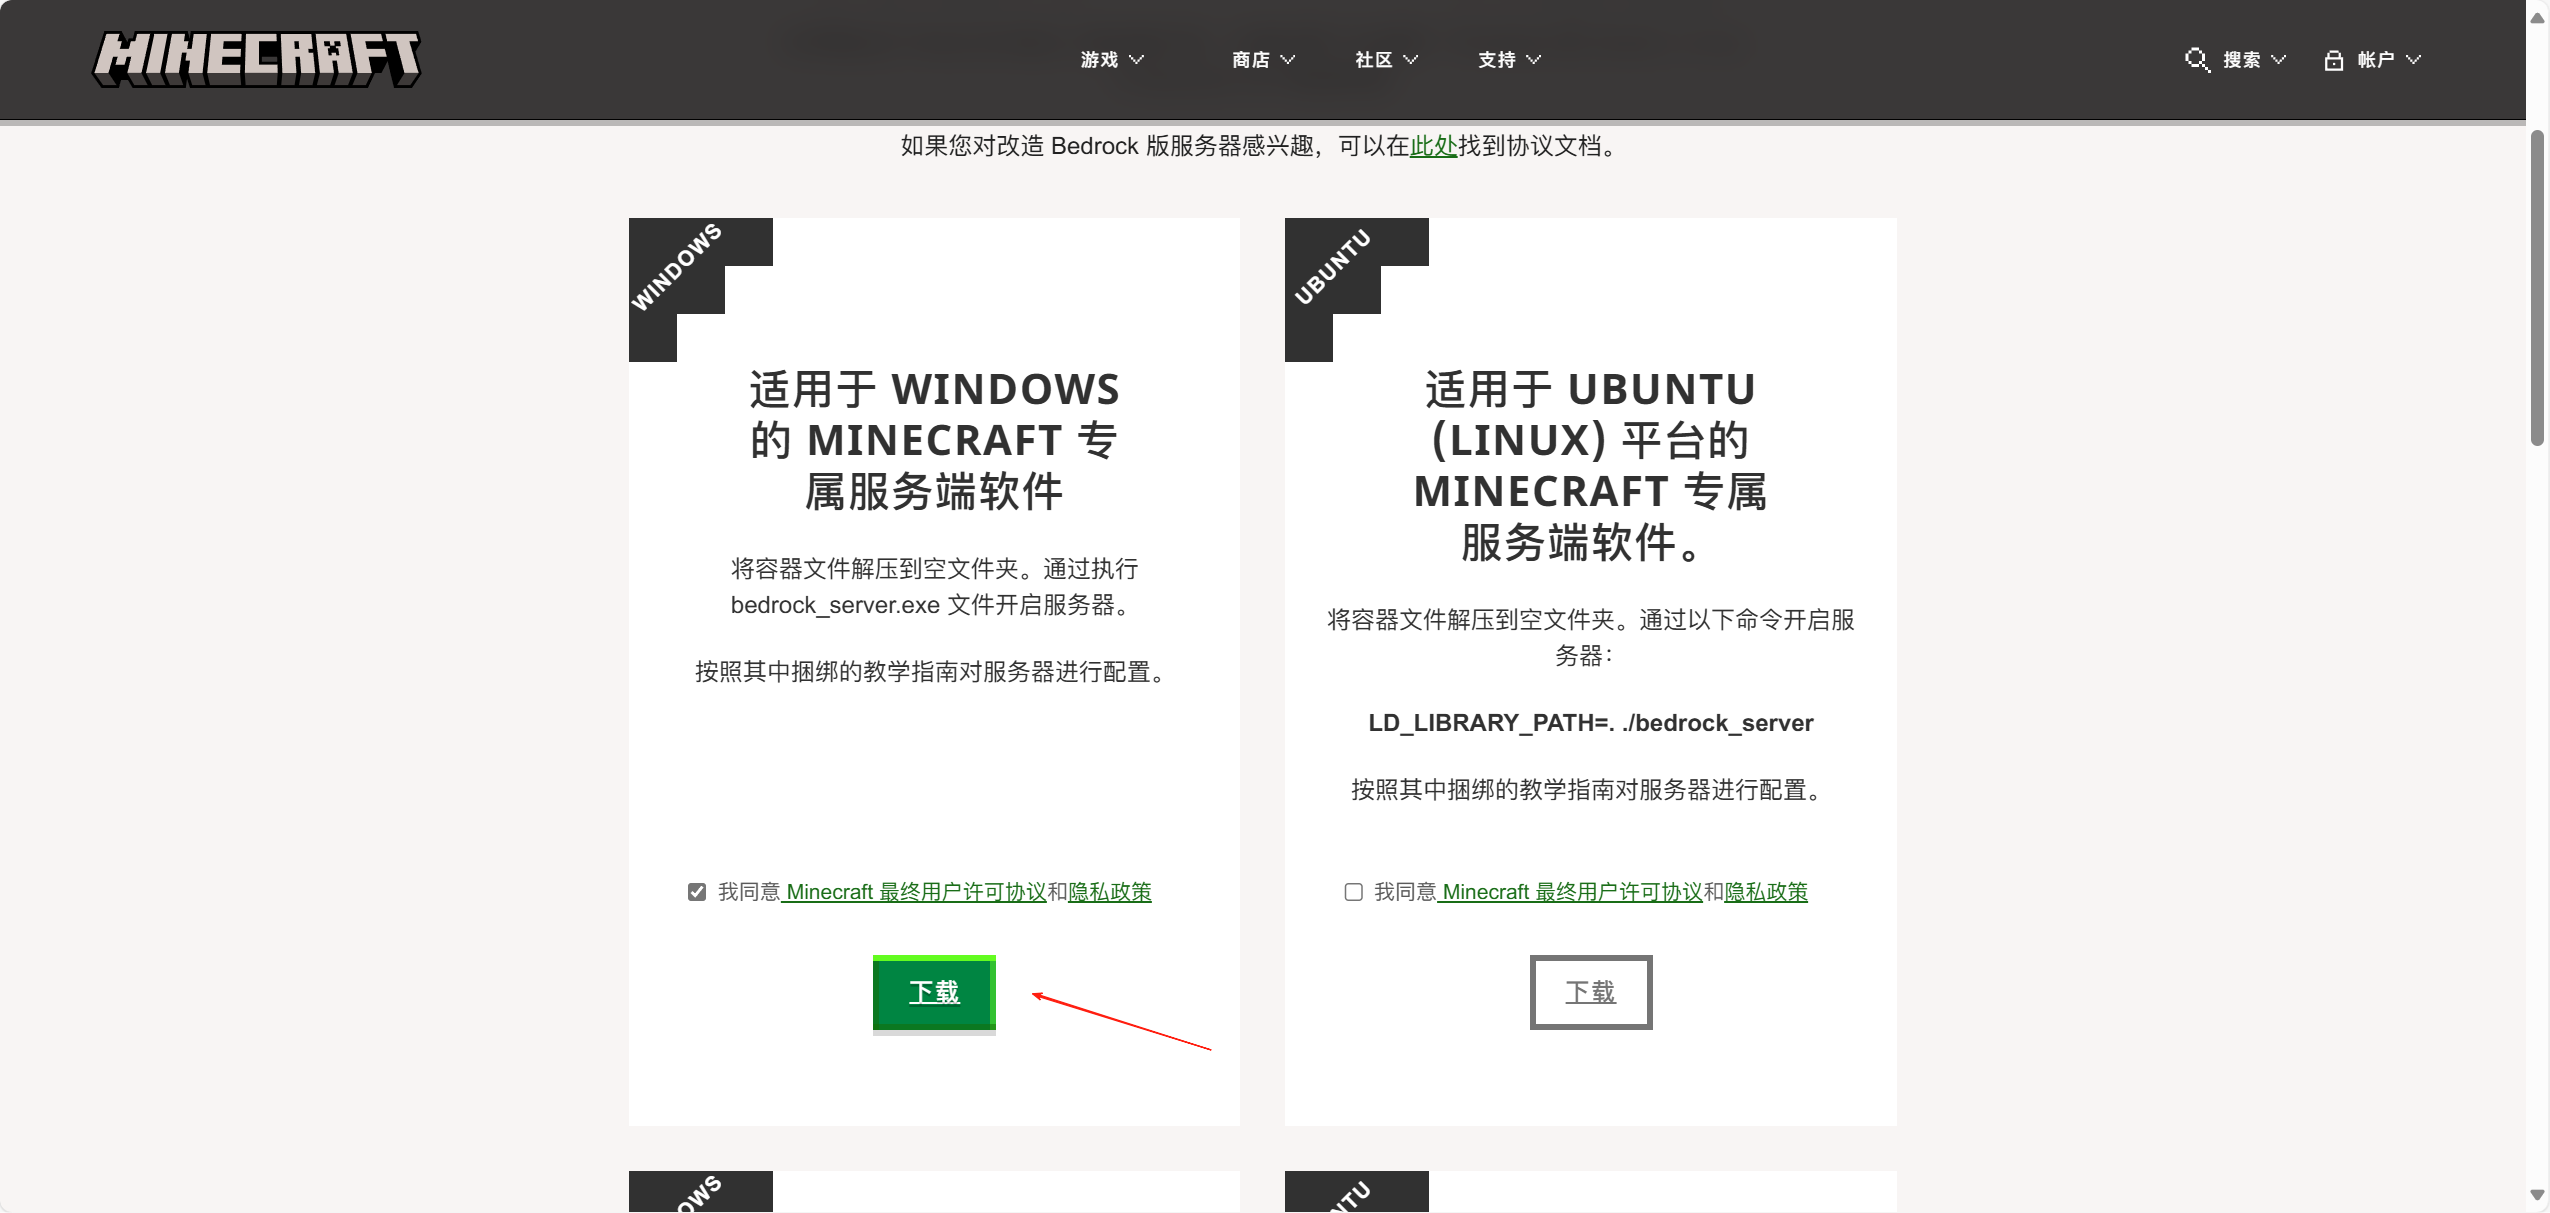 MINECRAFT
游戏
商店
社区
支持
搜索
帐户
如果您对改造 Bedrock 版服务器感兴趣，可以在此处找到协议文档。
WINDOWS
适用于 WINDOWS
的 MINECRAFT 专
属服务端软件
将容器文件解压到空文件夹。通过执行
bedrock_server.exe 文件开启服务器。
按照其中捆绑的教学指南对服务器进行配置。
我同意 Minecraft 最终用户许可协议和隐私政策
下载
UBUNTU
适用于 UBUNTU
(LINUX) 平台的
MINECRAFT 专属
服务端软件。
将容器文件解压到空文件夹。通过以下命令开启服
务器：
LD_LIBRARY_PATH=. ./bedrock_server
按照其中捆绑的教学指南对服务器进行配置。
我同意 Minecraft 最终用户许可协议和隐私政策
下载
OWS
NTU